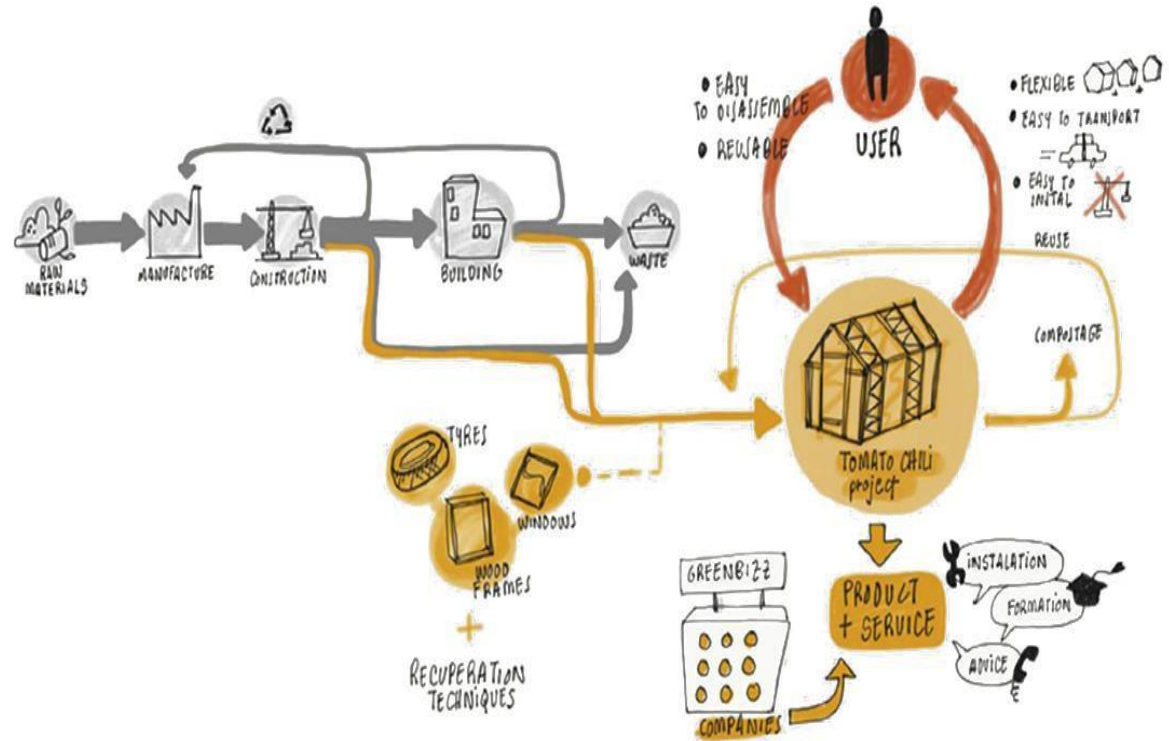 RAW
MATERIALS
MANUFACTURE
CONSTRUCTION
BUILDING
WASTE
• EASY
TO DISASSEMBLE
• REUSABLE
USER
• FLEXIBLE
• EASY TO TRANSPORT
• EASY TO
INSTAL
REUSE
COMPOSTAGE
TOMATO CHILI
project
TYRES
WINDOWS
WOOD
FRAMES
+
RECUPERATION
TECHNIQUES
GREENBIZZ
COMPANIES
PRODUCT
+ SERVICE
INSTALATION
FORMATION
ADVICE